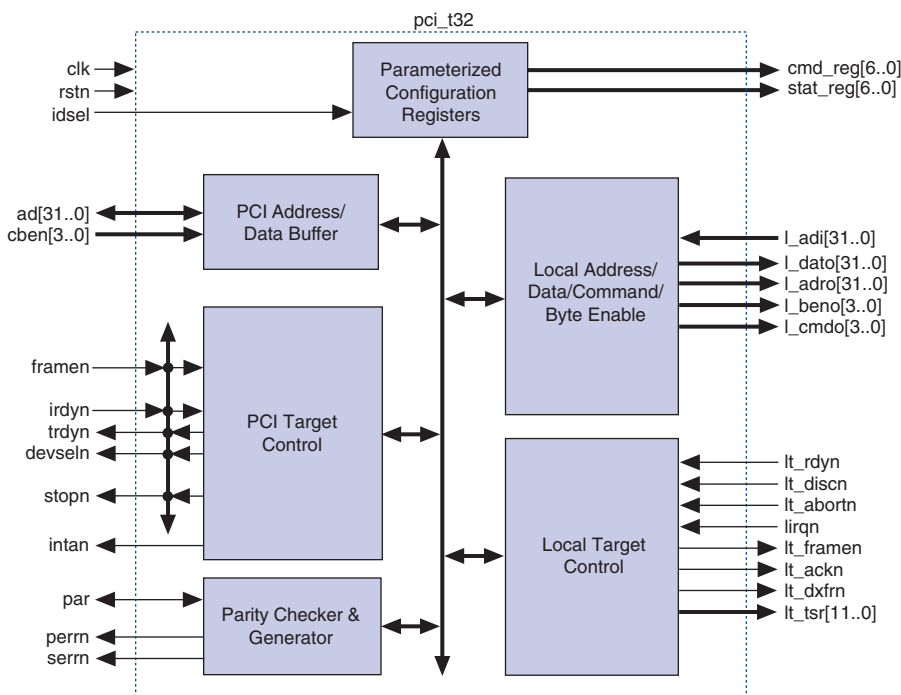 pci_t32
clk
rstn
idsel
Parameterized
Configuration
Registers
cmd_reg[6..0]
stat_reg[6..0]
ad[31..0]
cben[3..0]
PCI Address/
Data Buffer
Local Address/
Data/Command/
Byte Enable
l_adi[31..0]
l_dato[31..0]
l_adro[31..0]
l_beno[3..0]
l_cmdo[3..0]
framen
irdyn
trdyn
devseln
stopn
intan
PCI Target
Control
Local Target
Control
lt_rdyn
lt_discn
lt_abortn
lirqn
lt_framen
lt_ackn
lt_dxfrn
lt_tsr[11..0]
par
perrn
serrn
Parity Checker &
Generator